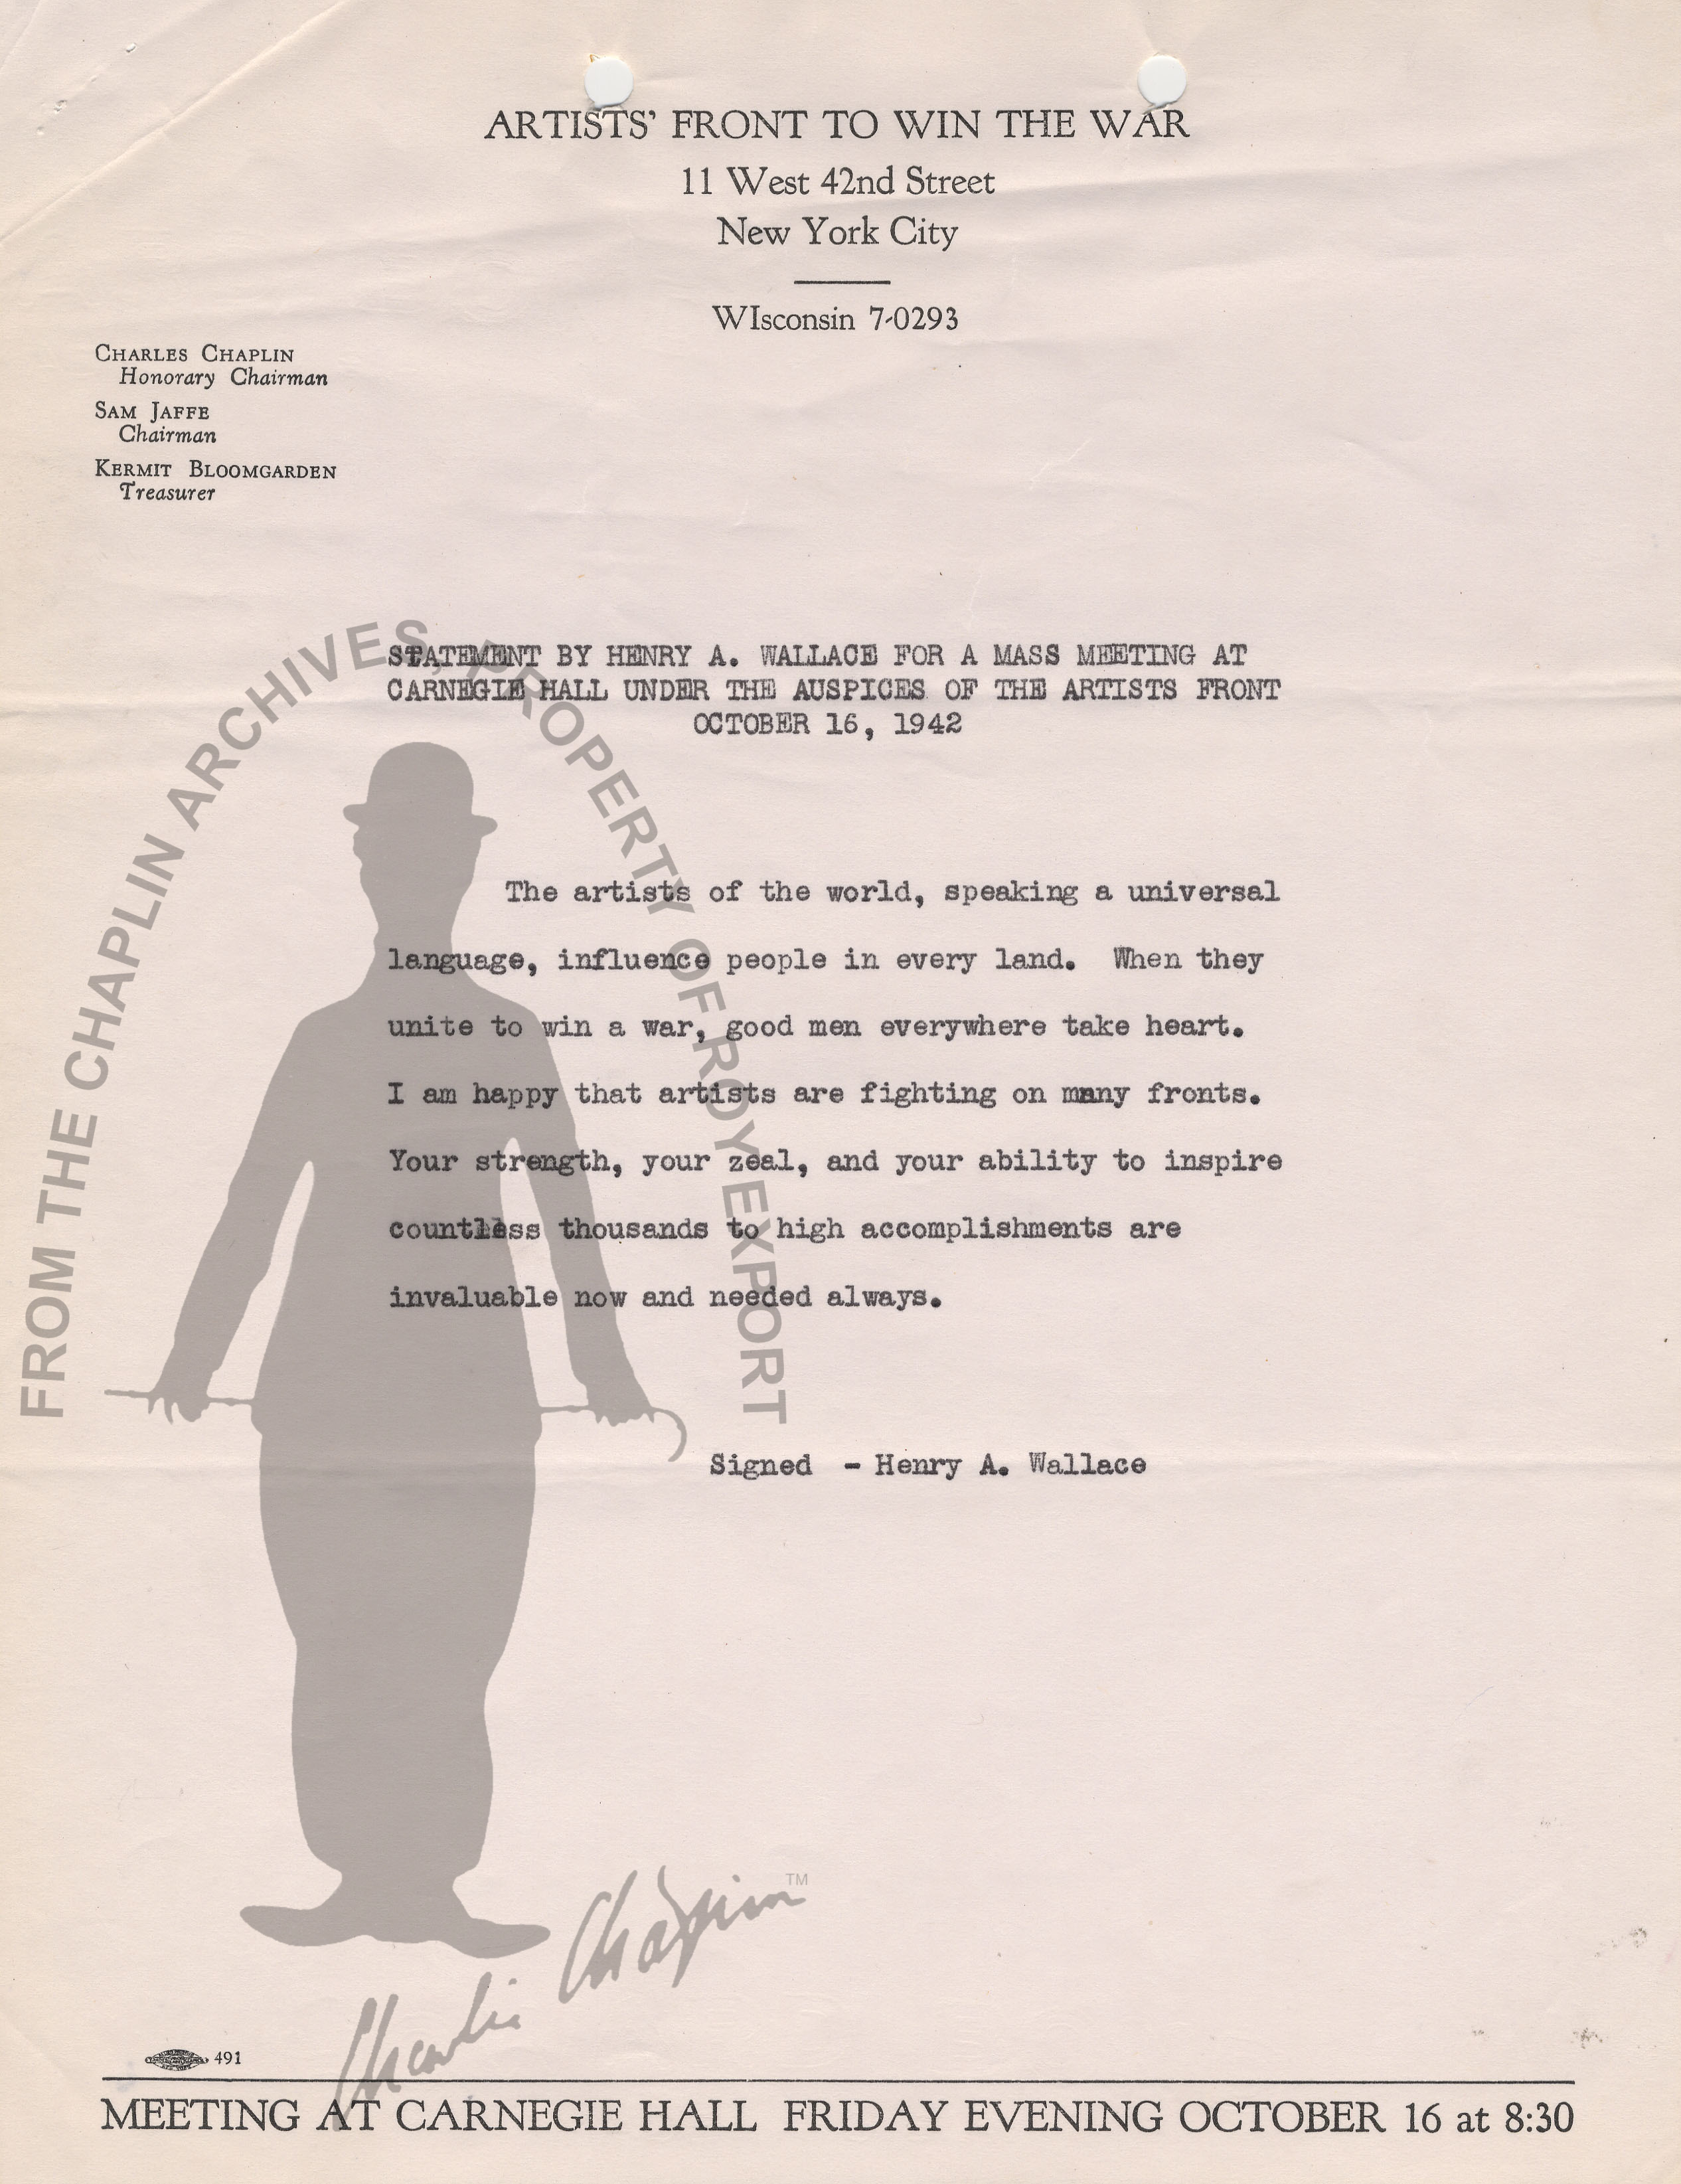 ARTISTS' FRONT TO WIN THE WAR
11 West 42nd Street
New York City
WIsconsin 7-0293
CHARLES CHAPLIN
Honorary Chairman
SAM JAFFE
Chairman
KERMIT BLOOMGARDEN
Treasurer
STATEMENT BY HENRY A. WALLACE FOR A MASS MEETING AT
CARNEGIE HALL UNDER THE AUSPICES OF THE ARTISTS FRONT
OCTOBER 16, 1942
The artists of the world, speaking a universal
language, influence people in every land. When they
unite to win a war, good men everywhere take heart.
I am happy that artists are fighting on many fronts.
Your strength, your zeal, and your ability to inspire
countless thousands to high accomplishments are
invaluable now and needed always.
Signed - Henry A. Wallace
FROM THE CHAPLIN ARCHIVES, PROPERTY OF ROY EXPORT
Charlie Chaplin TM
491
MEETING AT CARNEGIE HALL FRIDAY EVENING OCTOBER 16 at 8:30